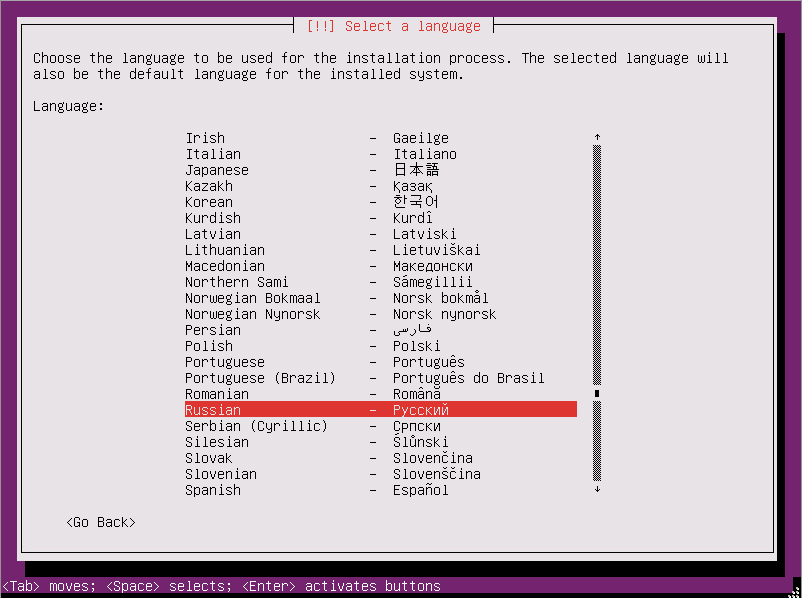 [!!] Select a language
Choose the language to be used for the installation process. The selected language will
also be the default language for the installed system.
Language:
Irish - Gaeilge
Italian - Italiano
Japanese - 日本語
Kazakh - Қазақ
Korean - 한국어
Kurdish - Kurdî
Latvian - Latviski
Lithuanian - Lietuviškai
Macedonian - Македонски
Northern Sami - Sámegillii
Norwegian Bokmaal - Norsk bokmål
Norwegian Nynorsk - Norsk nynorsk
Persian - فارسی
Polish - Polski
Portuguese - Português
Portuguese (Brazil) - Português do Brasil
Romanian - Română
Russian - Русский
Serbian (Cyrillic) - Српски
Silesian - Ślůnski
Slovak - Slovenčina
Slovenian - Slovenščina
Spanish - Español
<Go Back>
<Tab> moves; <Space> selects; <Enter> activates buttons